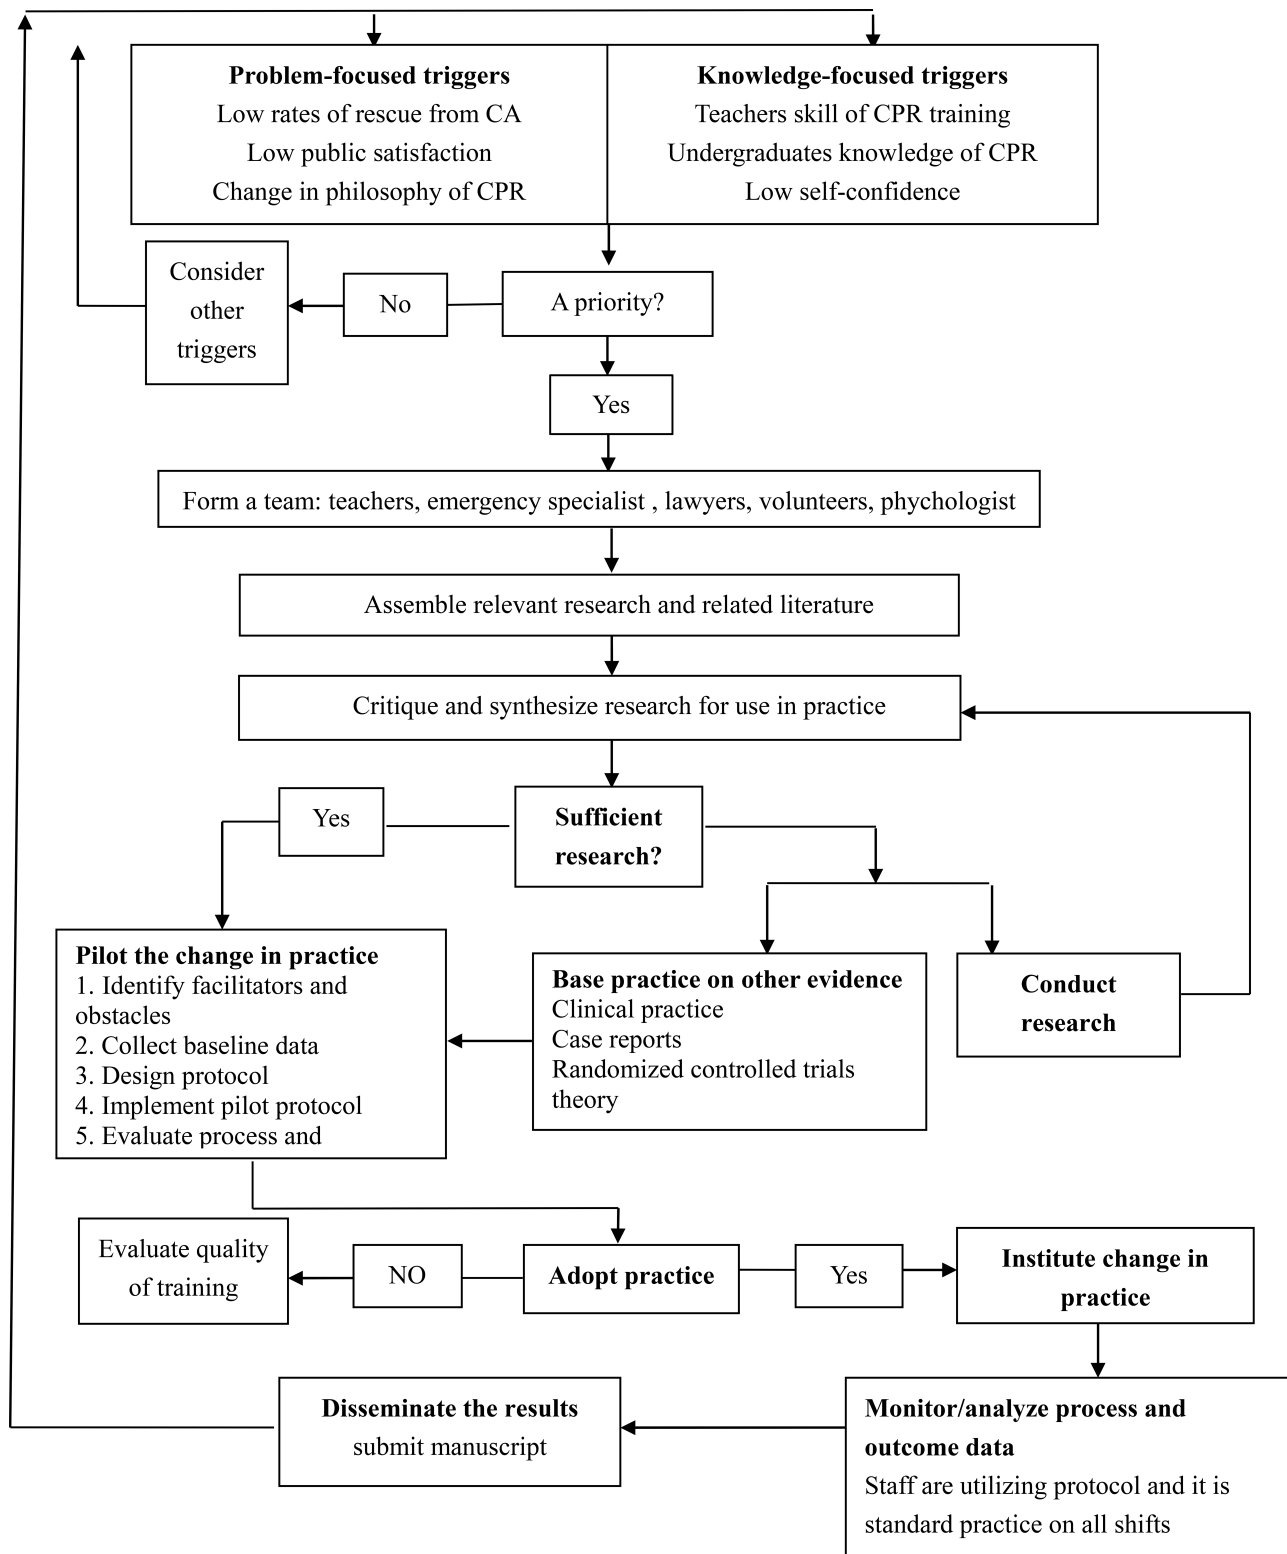 Problem-focused triggers
Low rates of rescue from CA
Low public satisfaction
Change in philosophy of CPR
Knowledge-focused triggers
Teachers skill of CPR training
Undergraduates knowledge of CPR
Low self-confidence
Consider
other
triggers
No
A priority?
Yes
Form a team: teachers, emergency specialist , lawyers, volunteers, phychologist
Assemble relevant research and related literature
Critique and synthesize research for use in practice
Yes
Sufficient
research?
Pilot the change in practice
1. Identify facilitators and
obstacles
2. Collect baseline data
3. Design protocol
4. Implement pilot protocol
5. Evaluate process and
Base practice on other evidence
Clinical practice
Case reports
Randomized controlled trials
theory
Conduct
research
Evaluate quality
of training
NO
Adopt practice
Yes
Institute change in
practice
Disseminate the results
submit manuscript
Monitor/analyze process and
outcome data
Staff are utilizing protocol and it is
standard practice on all shifts